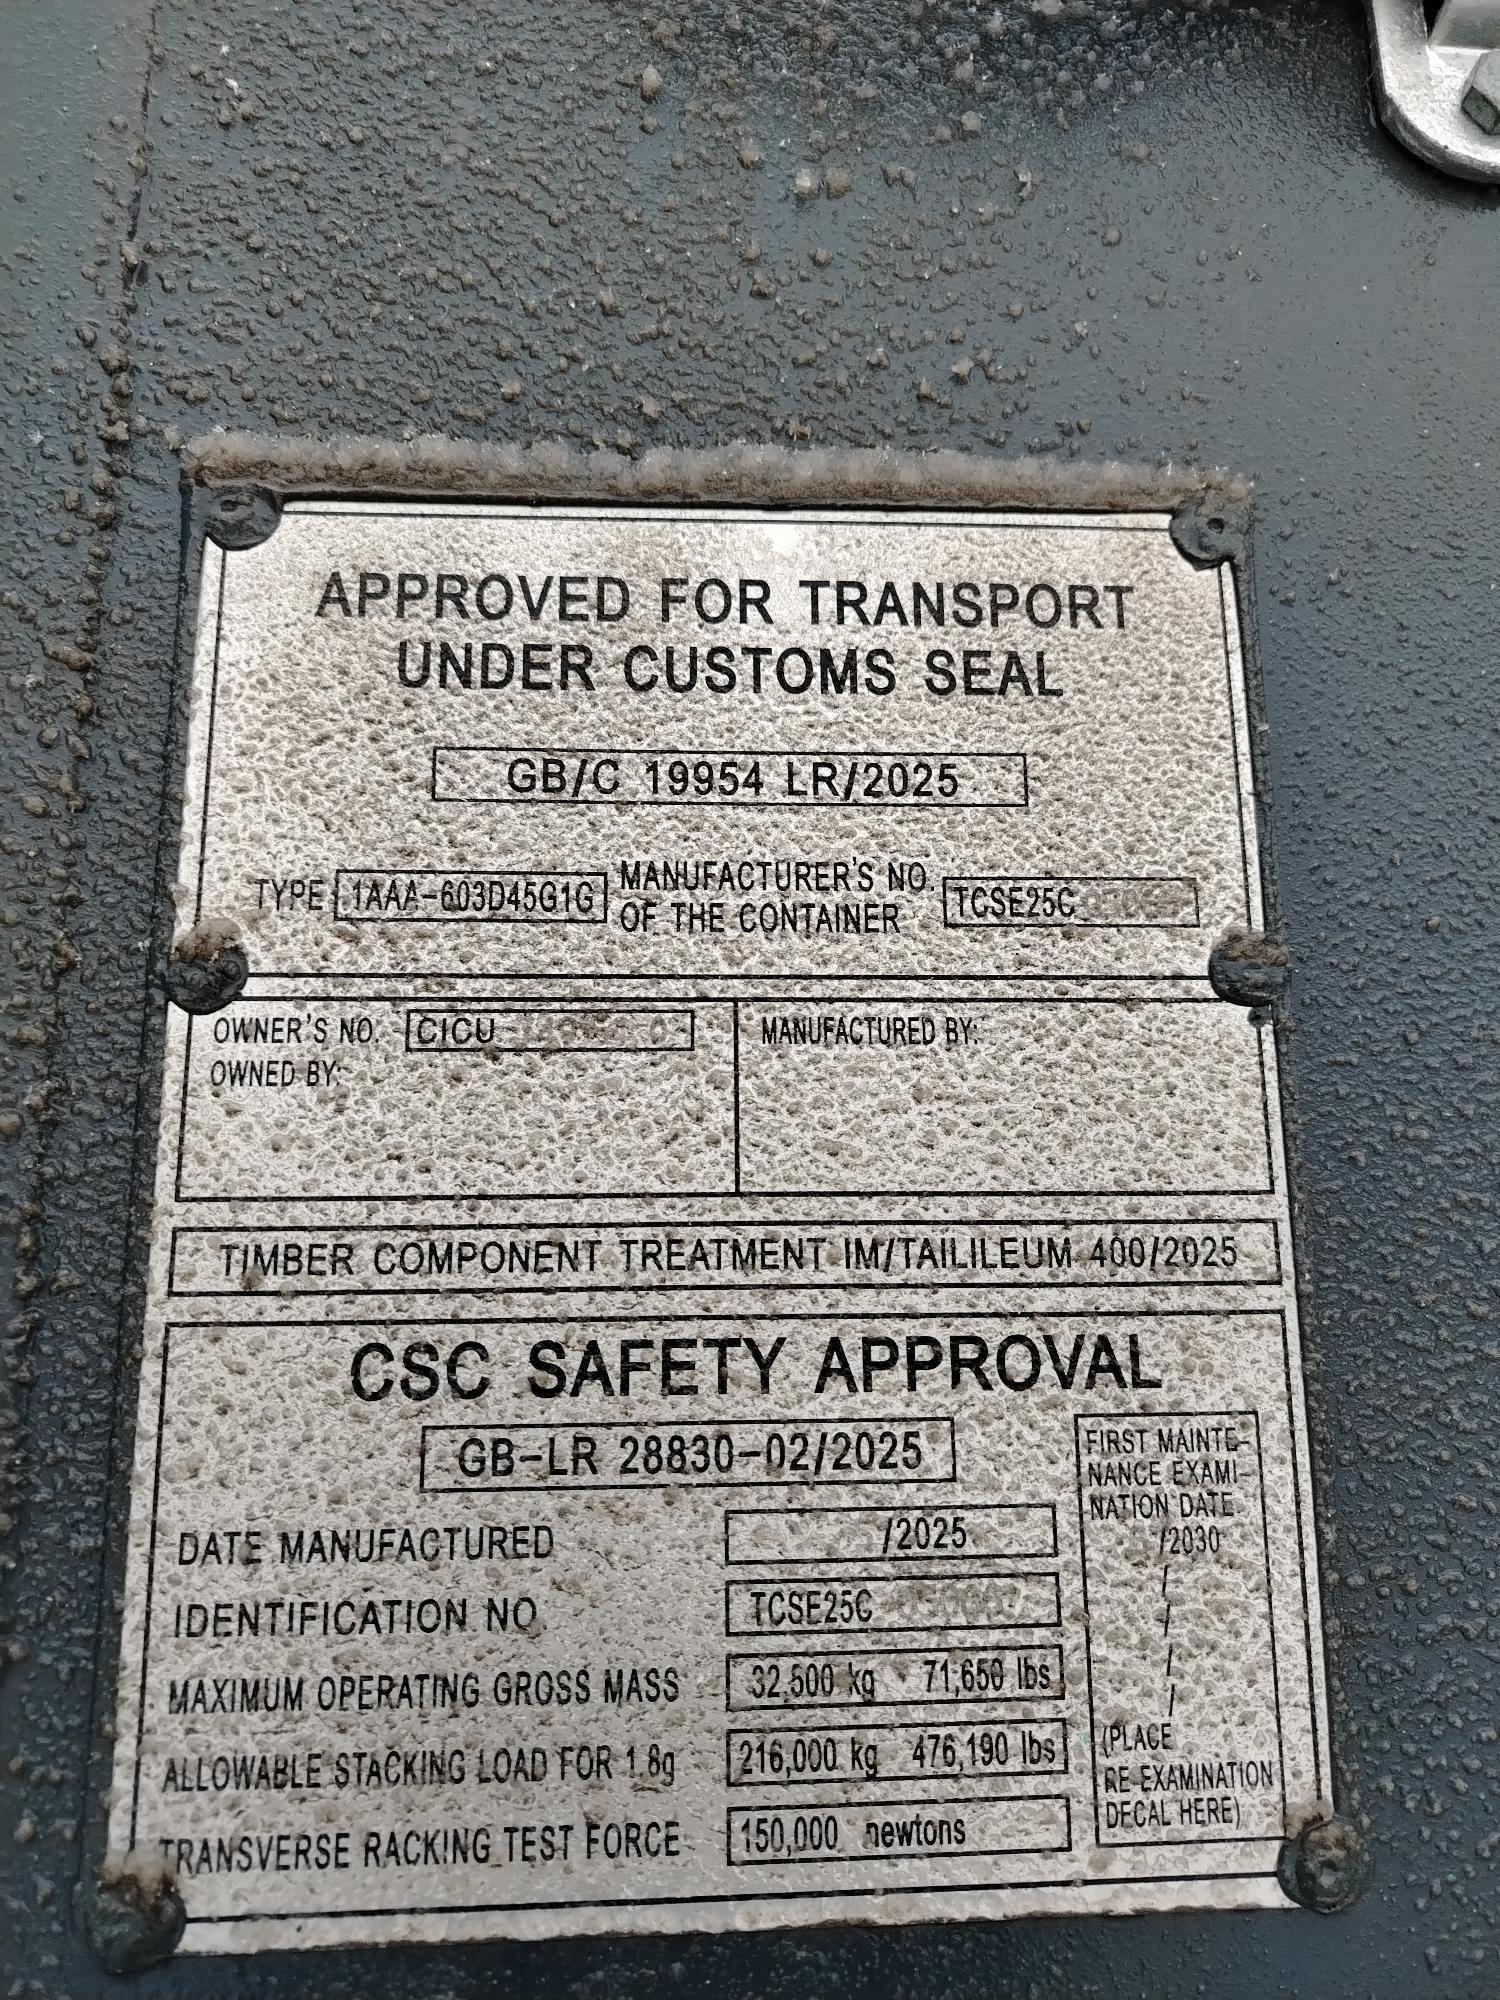 APPROVED FOR TRANSPORT
UNDER CUSTOMS SEAL
GB/C 19954 LR/2025
TYPE 1AAA-603D45G1G MANUFACTURER'S NO. OF THE CONTAINER TCSE25C
OWNER'S NO. CICU
OWNED BY:
MANUFACTURED BY:
TIMBER COMPONENT TREATMENT IM/TAILILEUM 400/2025
CSC SAFETY APPROVAL
GB-LR 28830-02/2025
DATE MANUFACTURED /2025
IDENTIFICATION NO. TCSE25C
MAXIMUM OPERATING GROSS MASS 32,500 kg 71,650 lbs
ALLOWABLE STACKING LOAD FOR 1.8g 216,000 kg 476,190 lbs
TRANSVERSE RACKING TEST FORCE 150,000 newtons
FIRST MAINTE-
NANCE EXAMI-
NATION DATE
/2030
/
/
/
/
(PLACE
RE EXAMINATION
DECAL HERE)